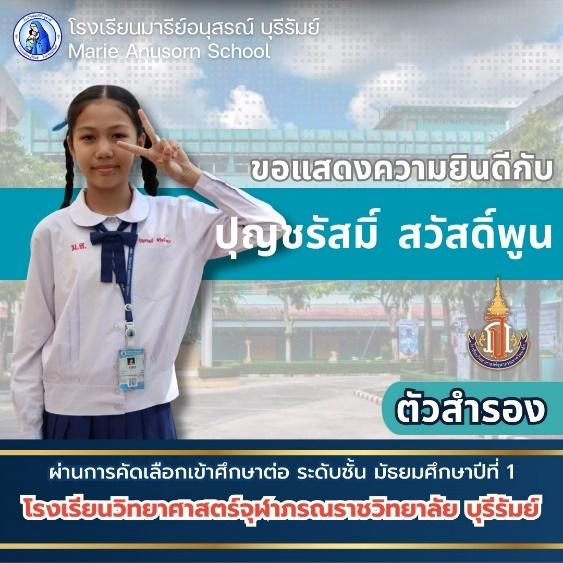 โรงเรียนมารีย์อนุสรณ์ บุรีรัมย์
Marie Anusorn School
ขอแสดงความยินดีกับ
ปุญชรัสมิ์ สวัสดิ์พูน
ม.ส.
ตัวสำรอง
ผ่านการคัดเลือกเข้าศึกษาต่อ ระดับชั้น มัธยมศึกษาปีที่ 1
โรงเรียนวิทยาศาสตร์จุฬาภรณราชวิทยาลัย บุรีรัมย์